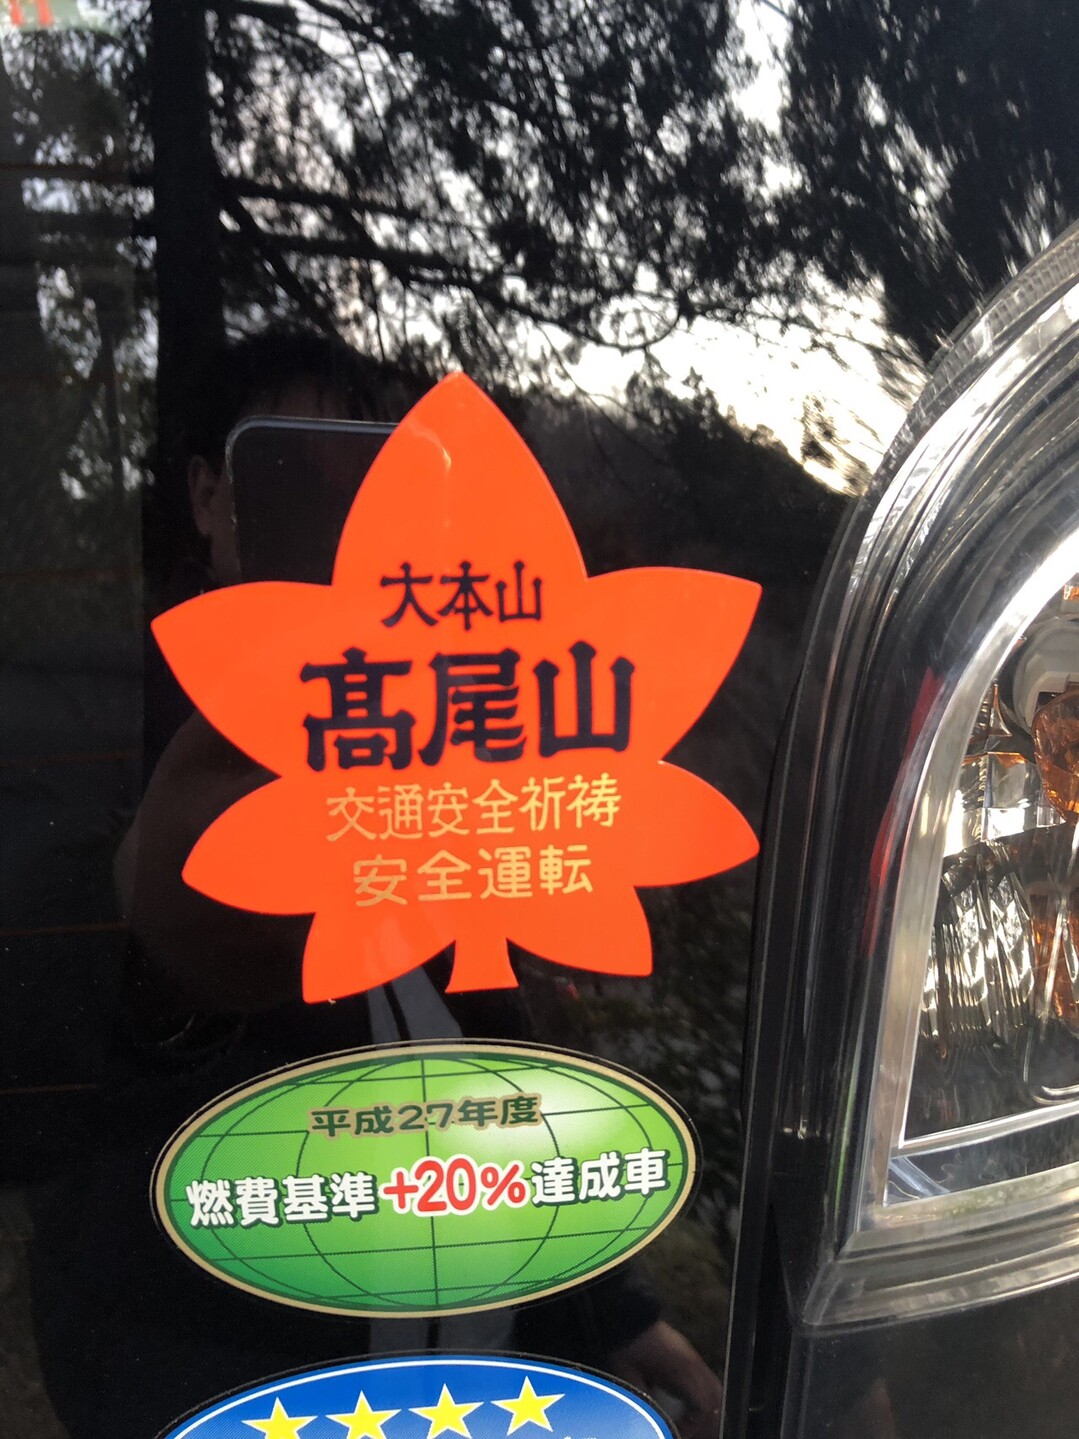 大本山
髙尾山
交通安全祈祷
安全運転
平成27年度
燃費基準+20%達成車